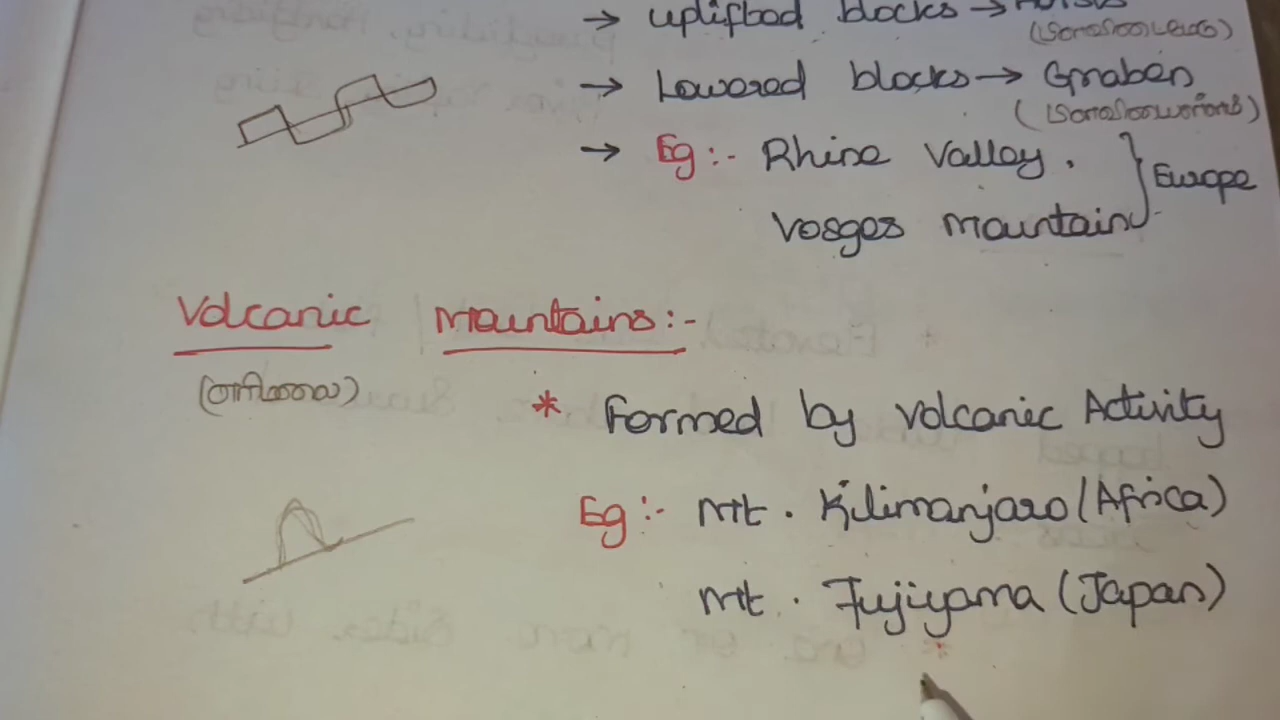 → uplifted blocks →
→ Lowered blocks → Graben
→ Eg :- Rhine Valley.
Vosges Mountain } Europe
Volcanic Mountains :-
* Formed by Volcanic Activity
Eg :- Mt. Kilimanjaro (Africa)
Mt. Fujiyama (Japan)